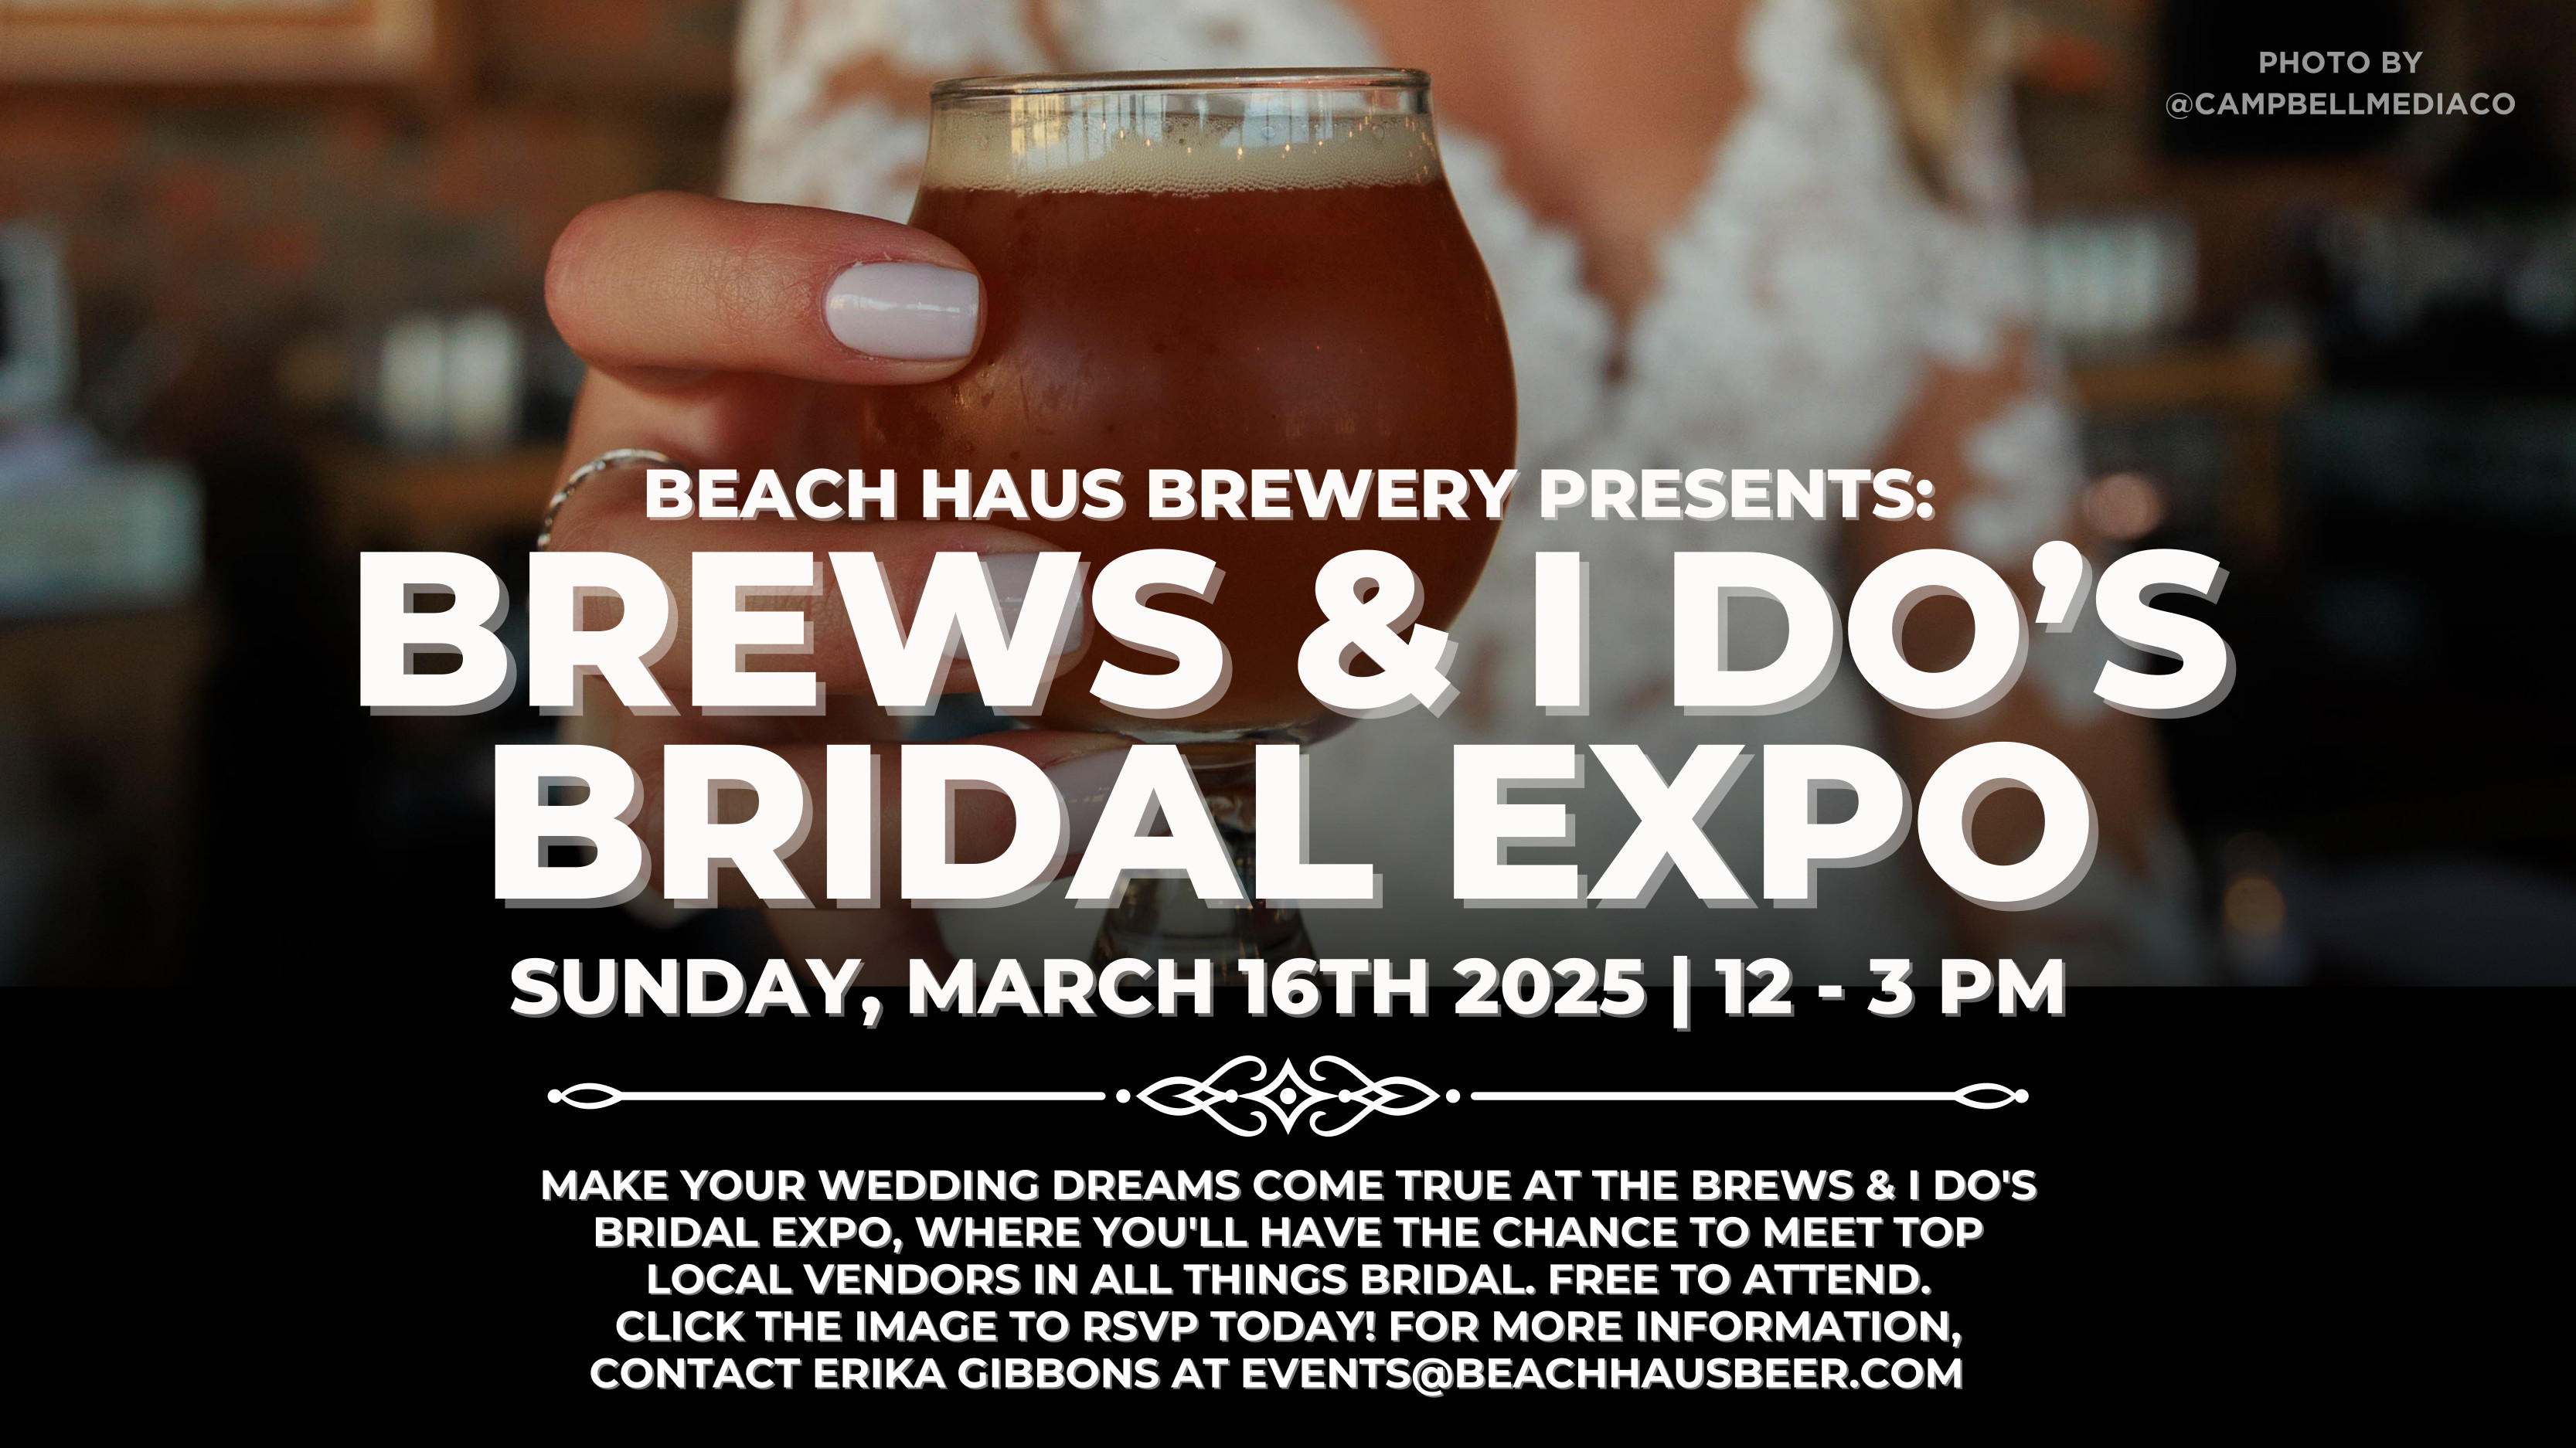 PHOTO BY
@CAMPBELLMEDIACO
BEACH HAUS BREWERY PRESENTS:
BREWS & I DO’S
BRIDAL EXPO
SUNDAY, MARCH 16TH 2025 | 12 - 3 PM
MAKE YOUR WEDDING DREAMS COME TRUE AT THE BREWS & I DO'S
BRIDAL EXPO, WHERE YOU'LL HAVE THE CHANCE TO MEET TOP
LOCAL VENDORS IN ALL THINGS BRIDAL. FREE TO ATTEND.
CLICK THE IMAGE TO RSVP TODAY! FOR MORE INFORMATION,
CONTACT ERIKA GIBBONS AT EVENTS@BEACHHAUSBEER.COM